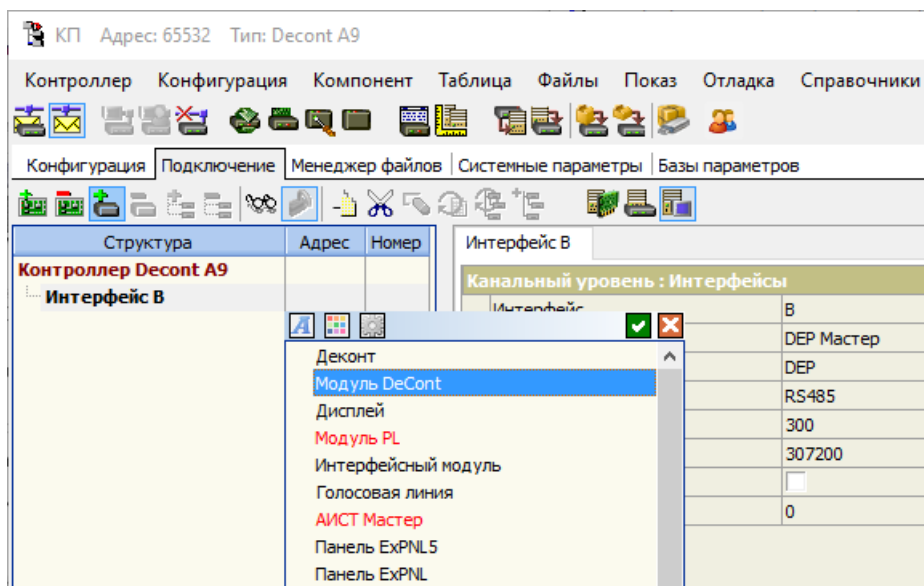 КП Адрес: 65532 Тип: Decont A9
Контроллер Конфигурация Компонент Таблица Файлы Показ Отладка Справочники
Конфигурация Подключение Менеджер файлов Системные параметры Базы параметров
Структура Адрес Номер
Интерфейс В
Контроллер Decont A9
Интерфейс В
Канальный уровень : Интерфейсы
Интерфейс В
DEP Мастер
DEP
RS485
300
307200
0
Деконт
Модуль DeCont
Дисплей
Модуль PL
Интерфейсный модуль
Голосовая линия
АИСТ Мастер
Панель ExPNL5
Панель ExPNL